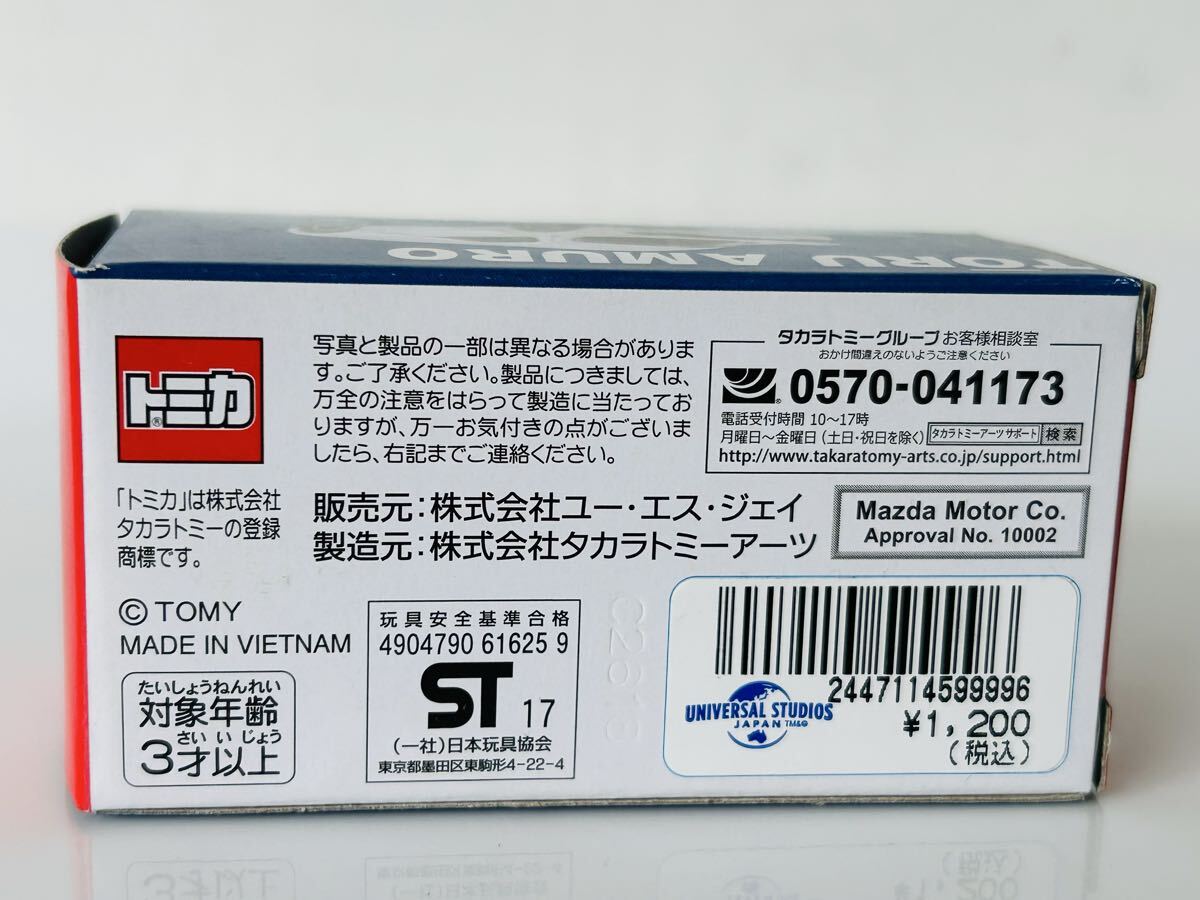 TORU AMURO
トミカ
®
「トミカ」は株式会社
タカラトミーの登録
商標です。
写真と製品の一部は異なる場合がありま
す。ご了承ください。製品につきましては、
万全の注意をはらって製造に当たってお
りますが、万一お気付きの点がございま
したら、右記までご連絡ください。
タカラトミーグループお客様相談室
おかけ間違えのないようご注意ください
0570-041173
電話受付時間 10〜17時
月曜日〜金曜日(土日・祝日を除く) タカラトミーアーツサポート 検索
http://www.takaratomy-arts.co.jp/support.html
販売元:株式会社ユー・エス・ジェイ
製造元:株式会社タカラトミーアーツ
Mazda Motor Co.
Approval No. 10002
© TOMY
MADE IN VIETNAM
たいしょうねんれい
対象年齢
さいいじょう
3才以上
玩具安全基準合格
4904790 61625 9
ST 17
(一社)日本玩具協会
東京都墨田区東駒形4-22-4
2447114599996
UNIVERSAL STUDIOS
JAPAN TM&©
¥1,200
(税込)